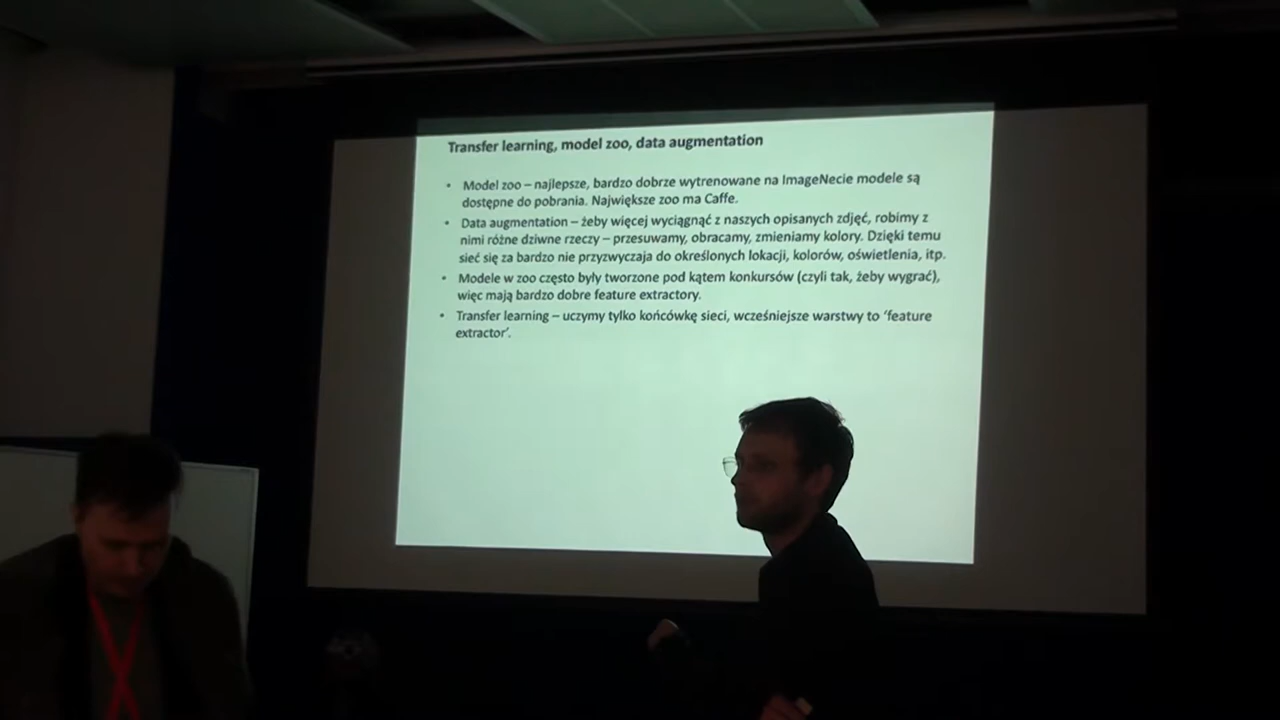 Transfer learning, model zoo, data augmentation
• Model zoo – najlepsze, bardzo dobrze wytrenowane na ImageNecie modele są
dostępne do pobrania. Największe zoo ma Caffe.
• Data augmentation – żeby więcej wyciągnąć z naszych opisanych zdjęć, robimy z
nimi różne dziwne rzeczy – przesuwamy, obracamy, zmieniamy kolory. Dzięki temu
sieć się za bardzo nie przyzwyczaja do określonych lokacji, kolorów, oświetlenia, itp.
• Modele w zoo często były tworzone pod kątem konkursów (czyli tak, żeby wygrać),
więc mają bardzo dobre feature extractory.
• Transfer learning – uczymy tylko końcówkę sieci, wcześniejsze warstwy to ‘feature
extractor’.